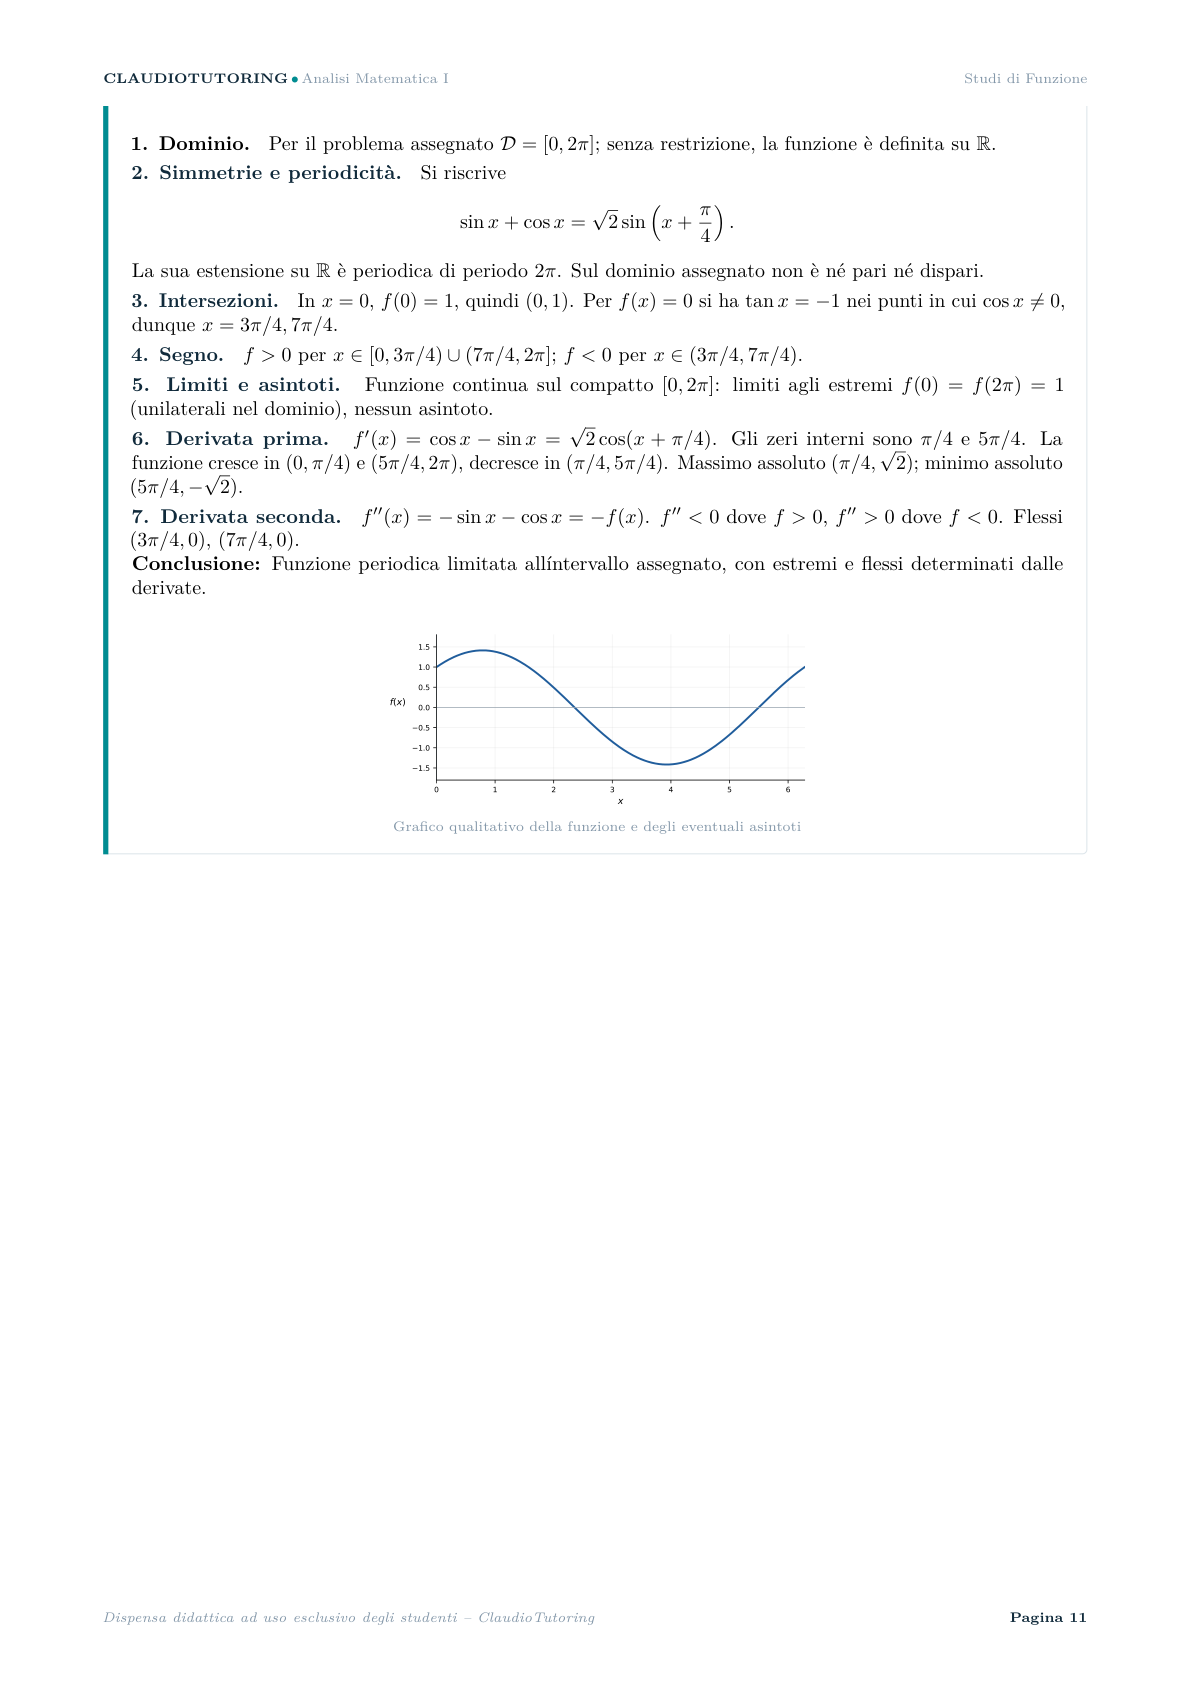 CLAUDIOTUTORING • Analisi Matematica I Studi di Funzione
1. Dominio. Per il problema assegnato 𝒟 = [0, 2π]; senza restrizione, la funzione è definita su ℝ.
2. Simmetrie e periodicità. Si riscrive
sin x + cos x = √2 sin (x + π/4) .
La sua estensione su ℝ è periodica di periodo 2π. Sul dominio assegnato non è né pari né dispari.
3. Intersezioni. In x = 0, f(0) = 1, quindi (0, 1). Per f(x) = 0 si ha tan x = −1 nei punti in cui cos x ≠ 0,
dunque x = 3π/4, 7π/4.
4. Segno. f > 0 per x ∈ [0, 3π/4) ∪ (7π/4, 2π]; f < 0 per x ∈ (3π/4, 7π/4).
5. Limiti e asintoti. Funzione continua sul compatto [0, 2π]: limiti agli estremi f(0) = f(2π) = 1
(unilaterali nel dominio), nessun asintoto.
6. Derivata prima. f′(x) = cos x − sin x = √2 cos(x + π/4). Gli zeri interni sono π/4 e 5π/4. La
funzione cresce in (0, π/4) e (5π/4, 2π), decresce in (π/4, 5π/4). Massimo assoluto (π/4, √2); minimo assoluto
(5π/4, −√2).
7. Derivata seconda. f″(x) = − sin x − cos x = −f(x). f″ < 0 dove f > 0, f″ > 0 dove f < 0. Flessi
(3π/4, 0), (7π/4, 0).
Conclusione: Funzione periodica limitata allíntervallo assegnato, con estremi e flessi determinati dalle
derivate.
1.5
1.0
0.5
f(x)
0.0
−0.5
−1.0
−1.5
0 1 2 3 4 5 6
x
Grafico qualitativo della funzione e degli eventuali asintoti
Dispensa didattica ad uso esclusivo degli studenti – ClaudioTutoring Pagina 11